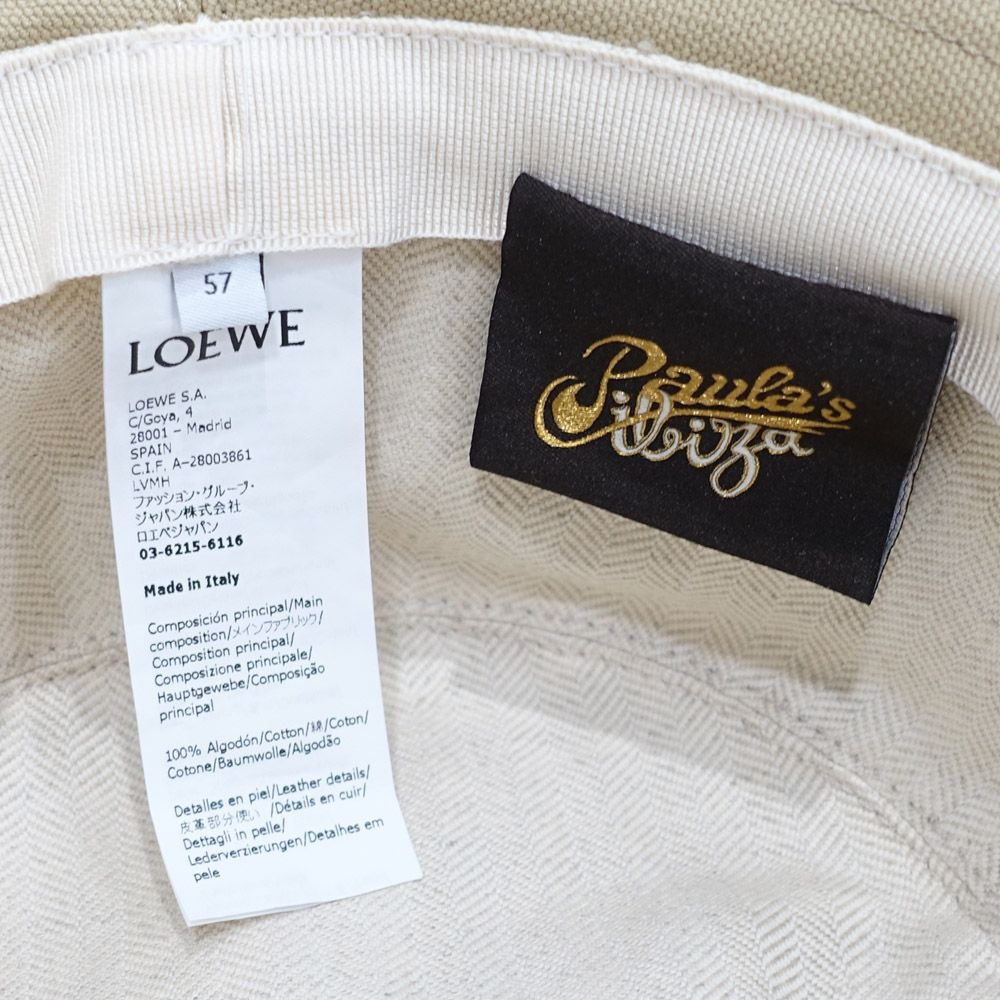 57
LOEWE
LOEWE S.A.
C/Goya, 4
28001 - Madrid
SPAIN
C.I.F. A-28003861
LVMH
ファッション・グループ・
ジャパン株式会社
ロエベジャパン
03-6215-6116
Made in Italy
Composición principal/Main
composition/メインファブリック/
Composition principal/
Composizione principale/
Hauptgewebe/Composição
principal
100% Algodón/Cotton/綿/Coton/
Cotone/Baumwolle/Algodão
Detalles en piel/Leather details/
皮革部分使い /Détails en cuir/
Dettagli in pelle/
Lederverzierungen/Detalhes em
pele
Paula's
ibiza